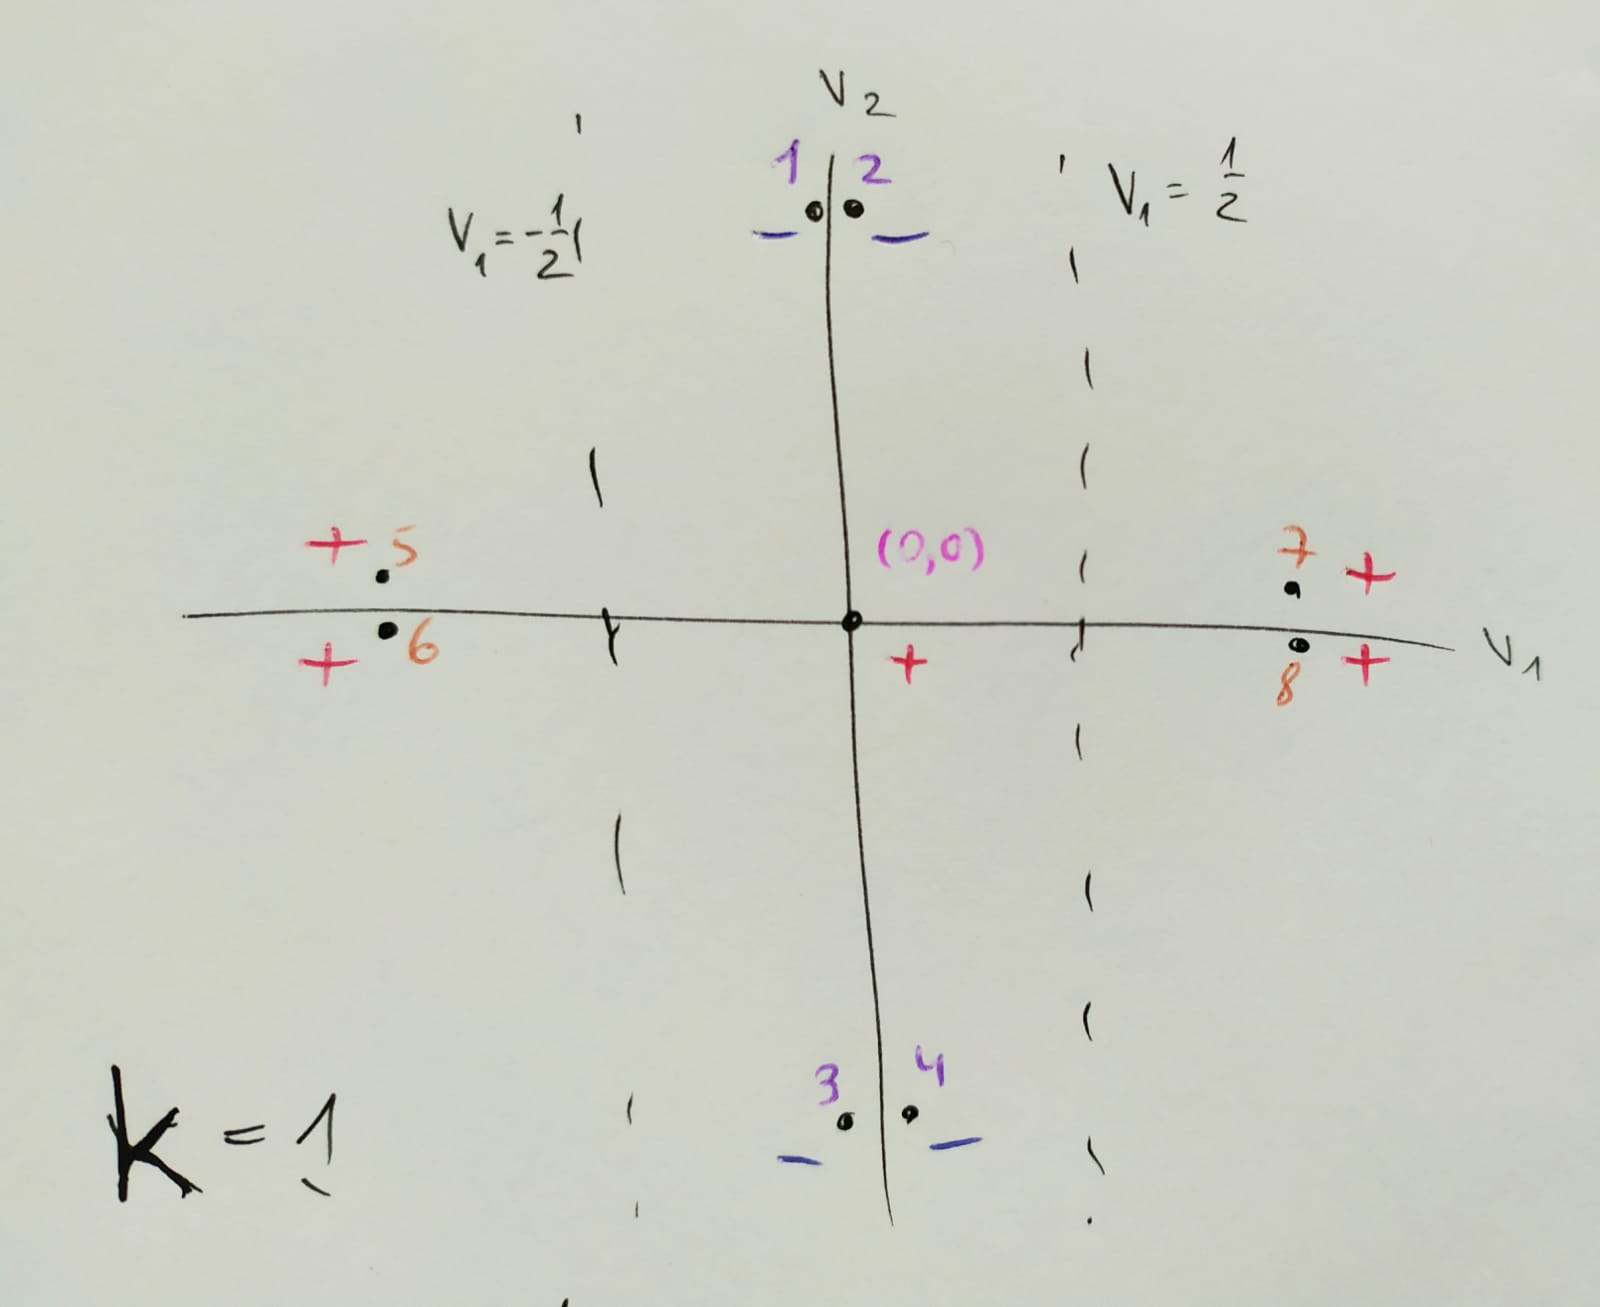 V₂
1 2
V₁ = 1/2
− −
V₁ = -1/2
+ 5
(0,0)
7 +
+ 6
+
8 +
V₁
3 4
− −
K = 1